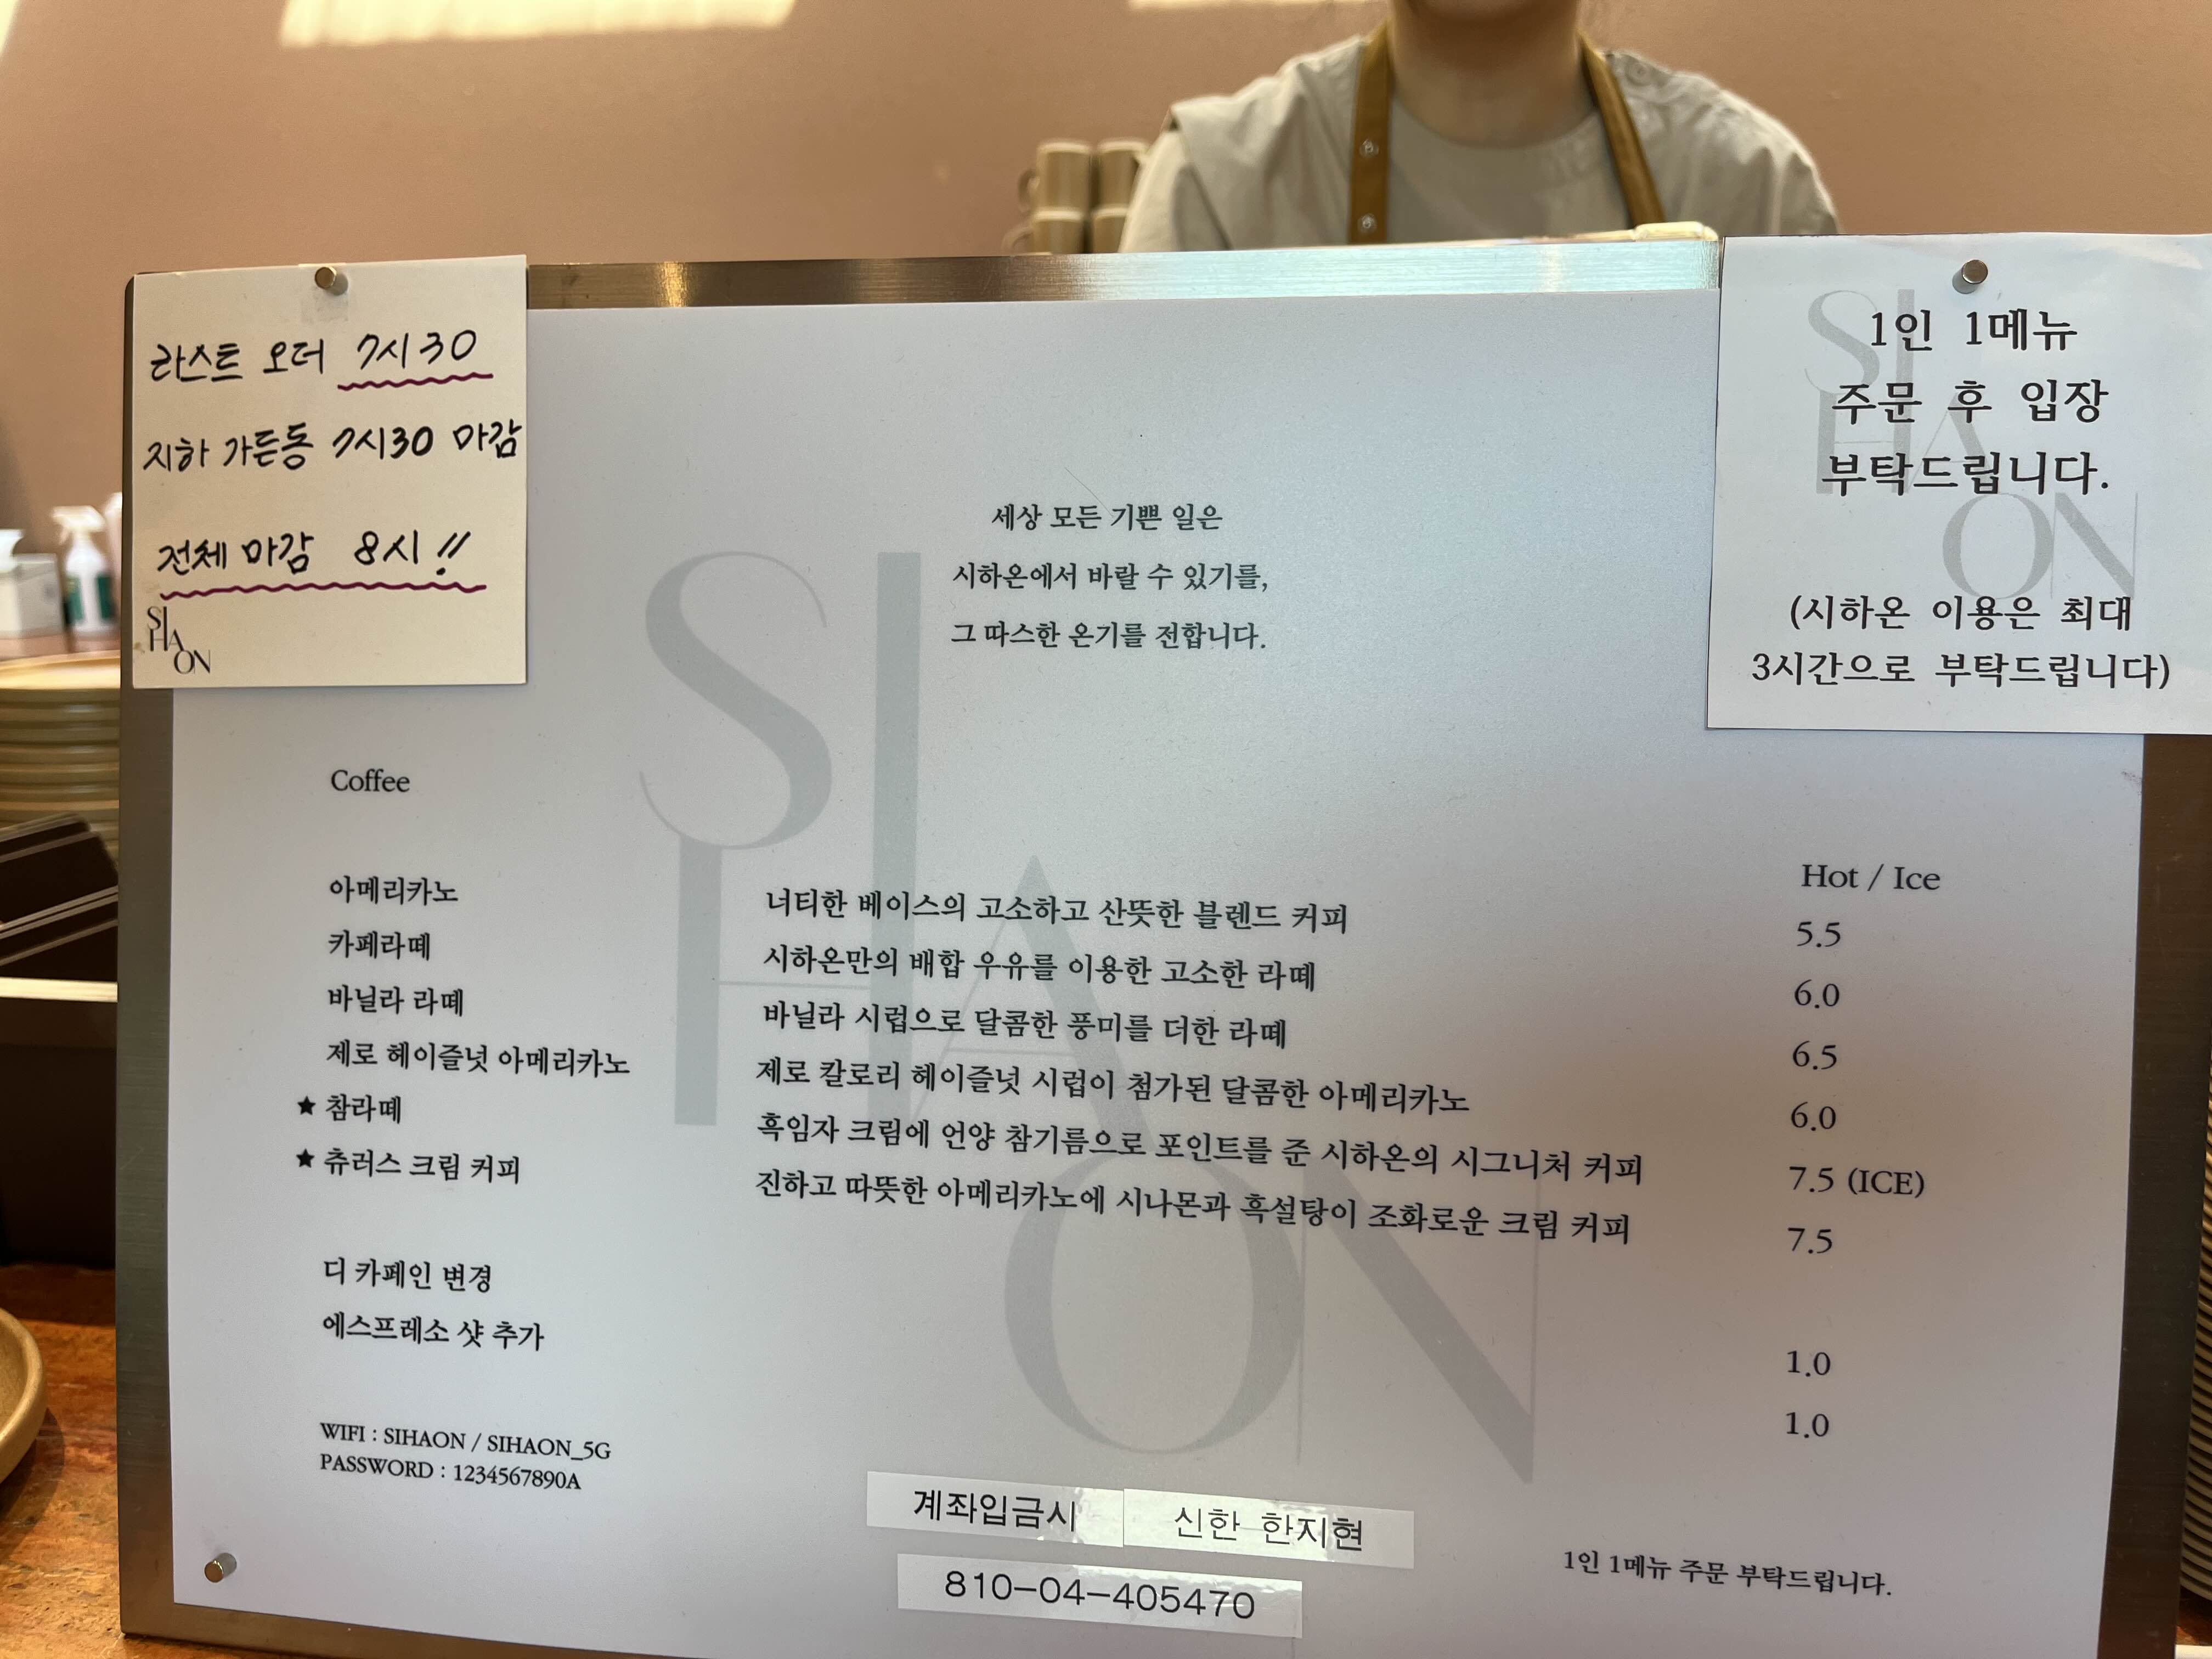 라스트 오더 7시30
지하 가든동 7시30 마감
전체 마감 8시!!
SI
HA
ON
1인 1메뉴
주문 후 입장
부탁드립니다.
(시하온 이용은 최대
3시간으로 부탁드립니다)
SI
HA
ON
세상 모든 기쁜 일은
시하온에서 바랄 수 있기를,
그 따스한 온기를 전합니다.
SI
HA
ON
Coffee
Hot / Ice
아메리카노 너티한 베이스의 고소하고 산뜻한 블렌드 커피 5.5
카페라떼 시하온만의 배합 우유를 이용한 고소한 라떼 6.0
바닐라 라떼 바닐라 시럽으로 달콤한 풍미를 더한 라떼 6.5
제로 헤이즐넛 아메리카노 제로 칼로리 헤이즐넛 시럽이 첨가된 달콤한 아메리카노 6.0
★ 참라떼 흑임자 크림에 언양 참기름으로 포인트를 준 시하온의 시그니처 커피 7.5 (ICE)
★ 츄러스 크림 커피 진하고 따뜻한 아메리카노에 시나몬과 흑설탕이 조화로운 크림 커피 7.5
디 카페인 변경 1.0
에스프레소 샷 추가 1.0
WIFI : SIHAON / SIHAON_5G
PASSWORD : 1234567890A
계좌입금시 신한 한지현
810-04-405470
1인 1메뉴 주문 부탁드립니다.